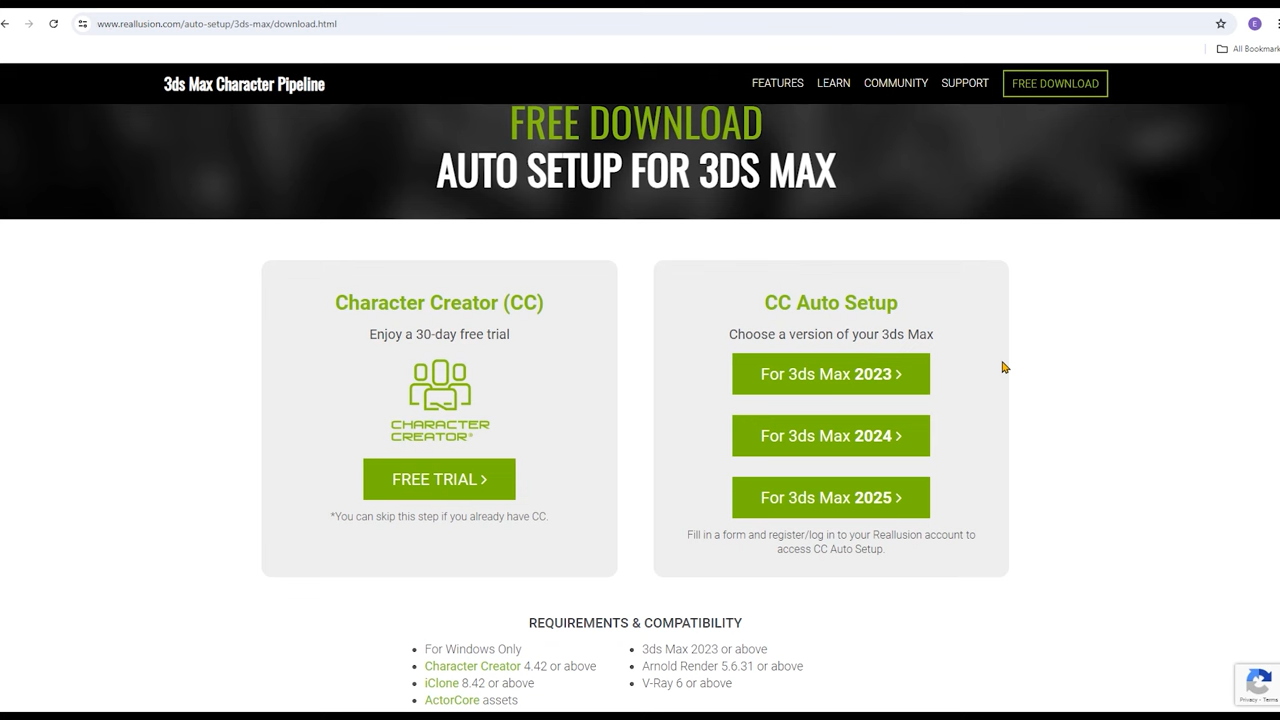 www.reallusion.com/auto-setup/3ds-max/download.html
E
All Bookmark
3ds Max Character Pipeline
FEATURES
LEARN
COMMUNITY
SUPPORT
FREE DOWNLOAD
FREE DOWNLOAD
AUTO SETUP FOR 3DS MAX
Character Creator (CC)
Enjoy a 30-day free trial
CHARACTER
CREATOR®
FREE TRIAL >
*You can skip this step if you already have CC.
CC Auto Setup
Choose a version of your 3ds Max
For 3ds Max 2023 >
For 3ds Max 2024 >
For 3ds Max 2025 >
Fill in a form and register/log in to your Reallusion account to
access CC Auto Setup.
REQUIREMENTS & COMPATIBILITY
• For Windows Only
• Character Creator 4.42 or above
• iClone 8.42 or above
• ActorCore assets
• 3ds Max 2023 or above
• Arnold Render 5.6.31 or above
• V-Ray 6 or above
Privacy - Terms